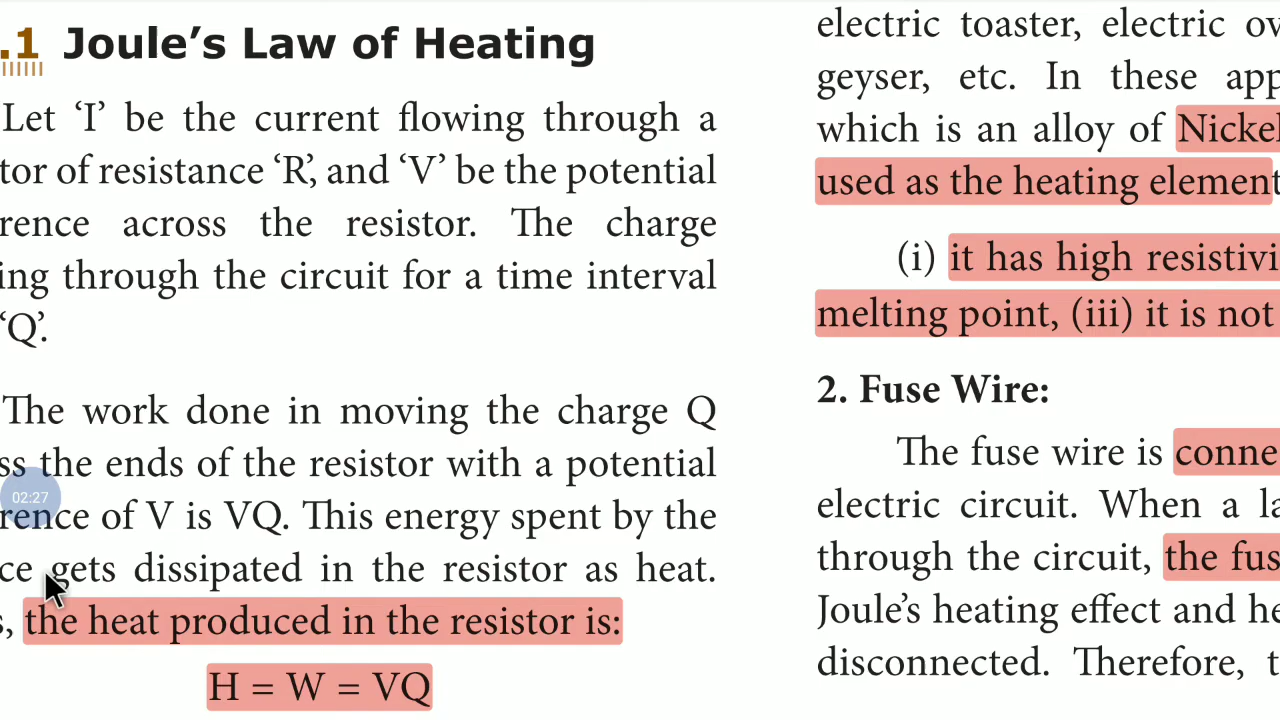 .1 Joule’s Law of Heating
Let ‘I’ be the current flowing through a
tor of resistance ‘R’, and ‘V’ be the potential
rence across the resistor. The charge
ing through the circuit for a time interval
‘Q’.
The work done in moving the charge Q
ss the ends of the resistor with a potential
rence of V is VQ. This energy spent by the
ce gets dissipated in the resistor as heat.
s, the heat produced in the resistor is:
H = W = VQ
02:27
electric toaster, electric ov
geyser, etc. In these app
which is an alloy of Nickel
used as the heating element
(i) it has high resistivi
melting point, (iii) it is not
2. Fuse Wire:
The fuse wire is conne
electric circuit. When a la
through the circuit, the fus
Joule’s heating effect and he
disconnected. Therefore, t